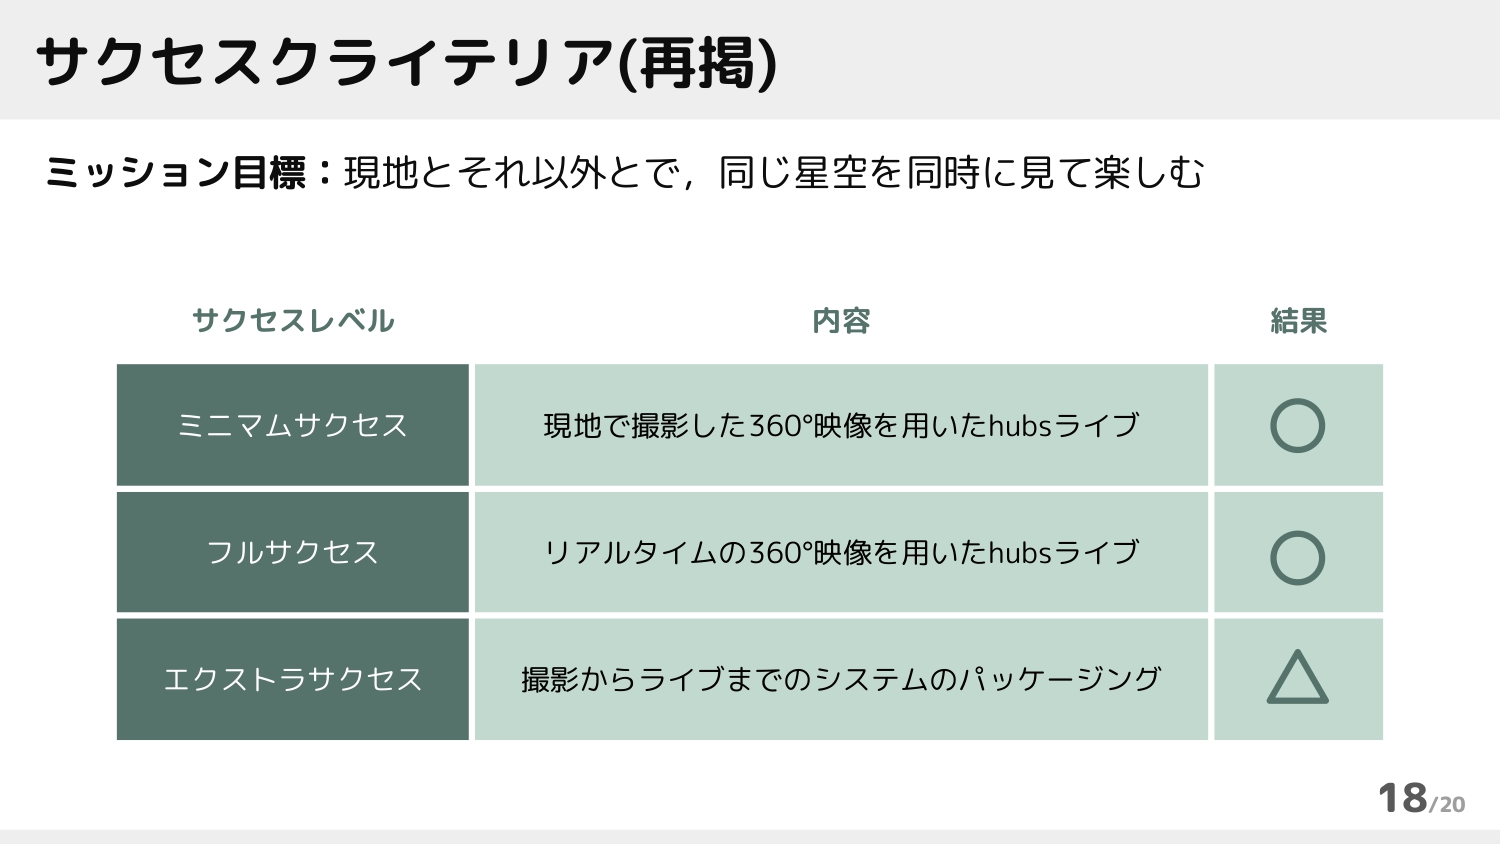 サクセスクライテリア(再掲)
ミッション目標：現地とそれ以外とで，同じ星空を同時に見て楽しむ
サクセスレベル 内容 結果
ミニマムサクセス 現地で撮影した360°映像を用いたhubsライブ ○
フルサクセス リアルタイムの360°映像を用いたhubsライブ ○
エクストラサクセス 撮影からライブまでのシステムのパッケージング △
18/20